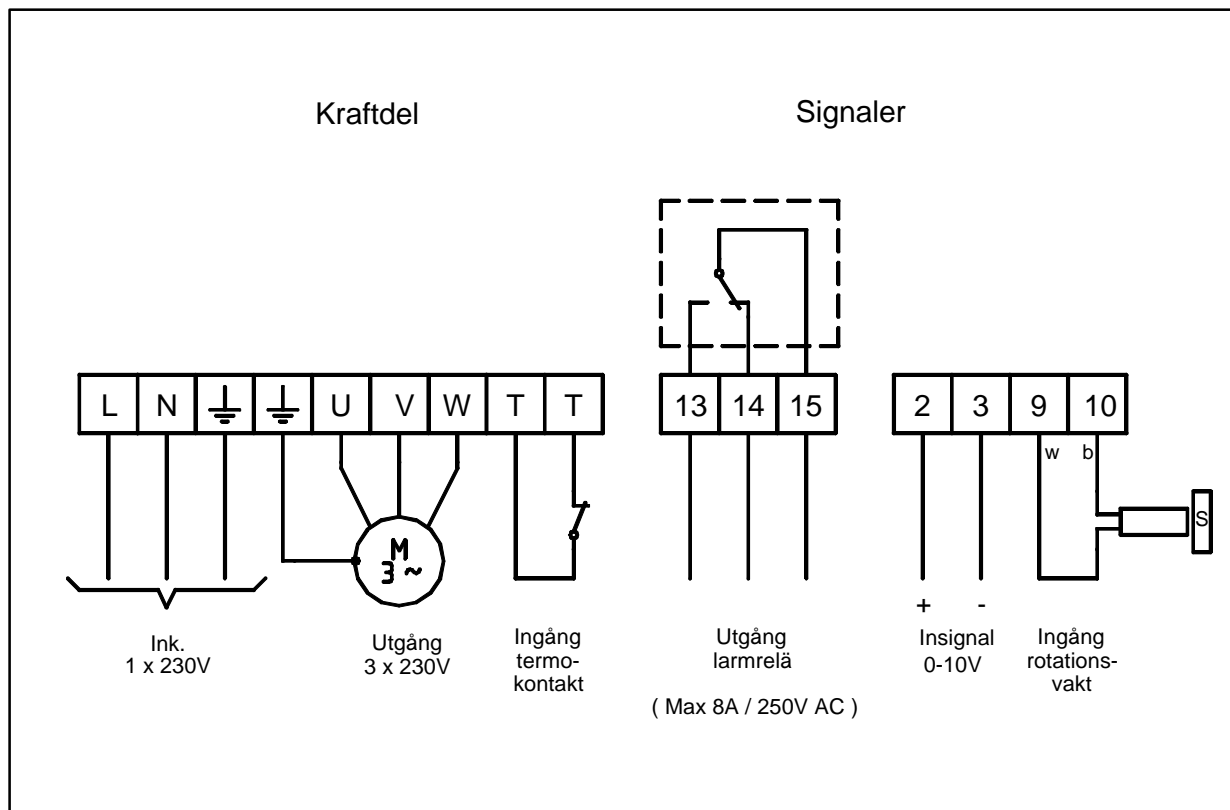 Kraftdel
Signaler
L N U V W T T
13 14 15
2 3 9 10
w b
M
3 ~
S
+ -
Ink.
1 x 230V
Utgång
3 x 230V
Ingång
termo-
kontakt
Utgång
larmrelä
( Max 8A / 250V AC )
Insignal
0-10V
Ingång
rotations-
vakt